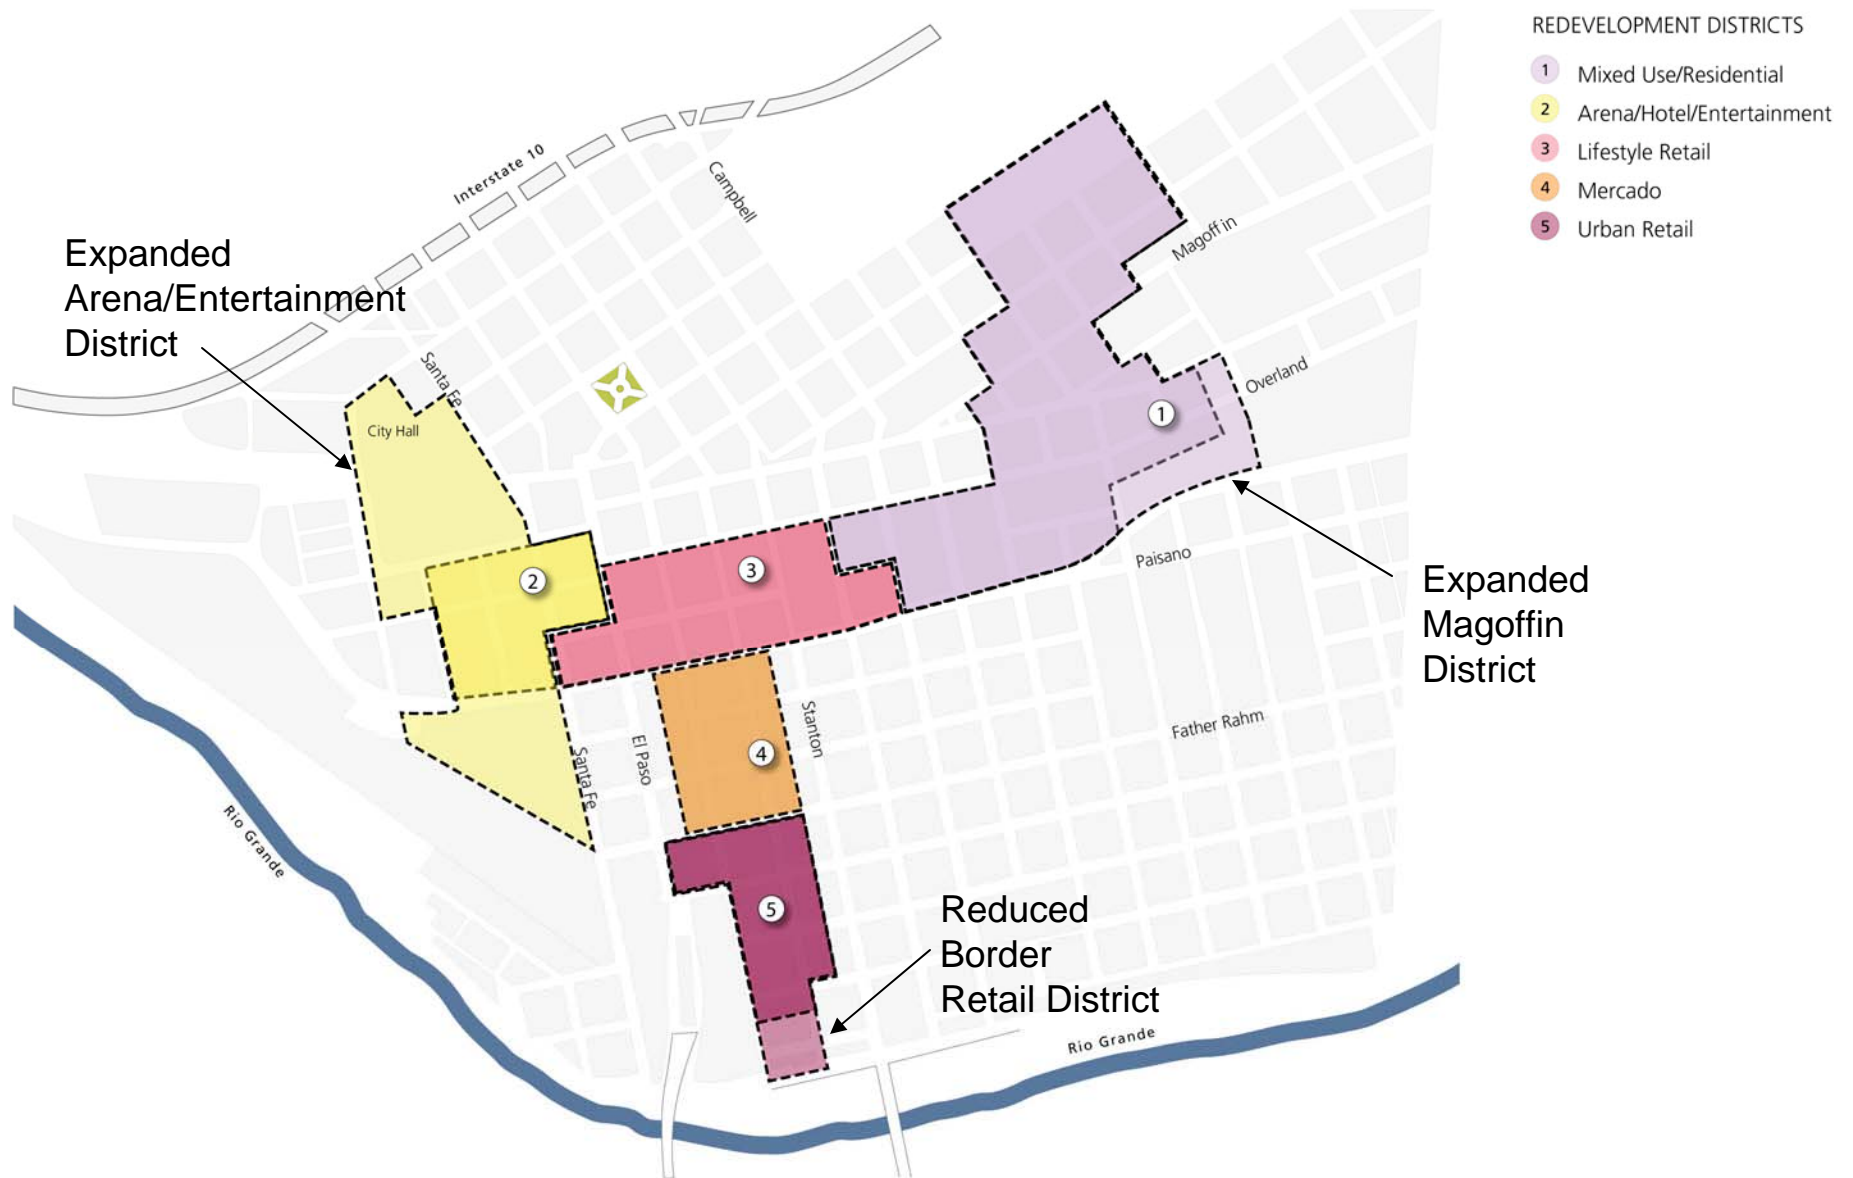 REDEVELOPMENT DISTRICTS
1 Mixed Use/Residential
2 Arena/Hotel/Entertainment
3 Lifestyle Retail
4 Mercado
5 Urban Retail
Interstate 10
Campbell
Expanded
Arena/Entertainment
District
Magoffin
Santa Fe
City Hall
Overland
1
2
3
Paisano
Expanded
Magoffin
District
Santa Fe
El Paso
4
Stanton
Father Rahm
Rio Grande
5
Reduced
Border
Retail District
Rio Grande